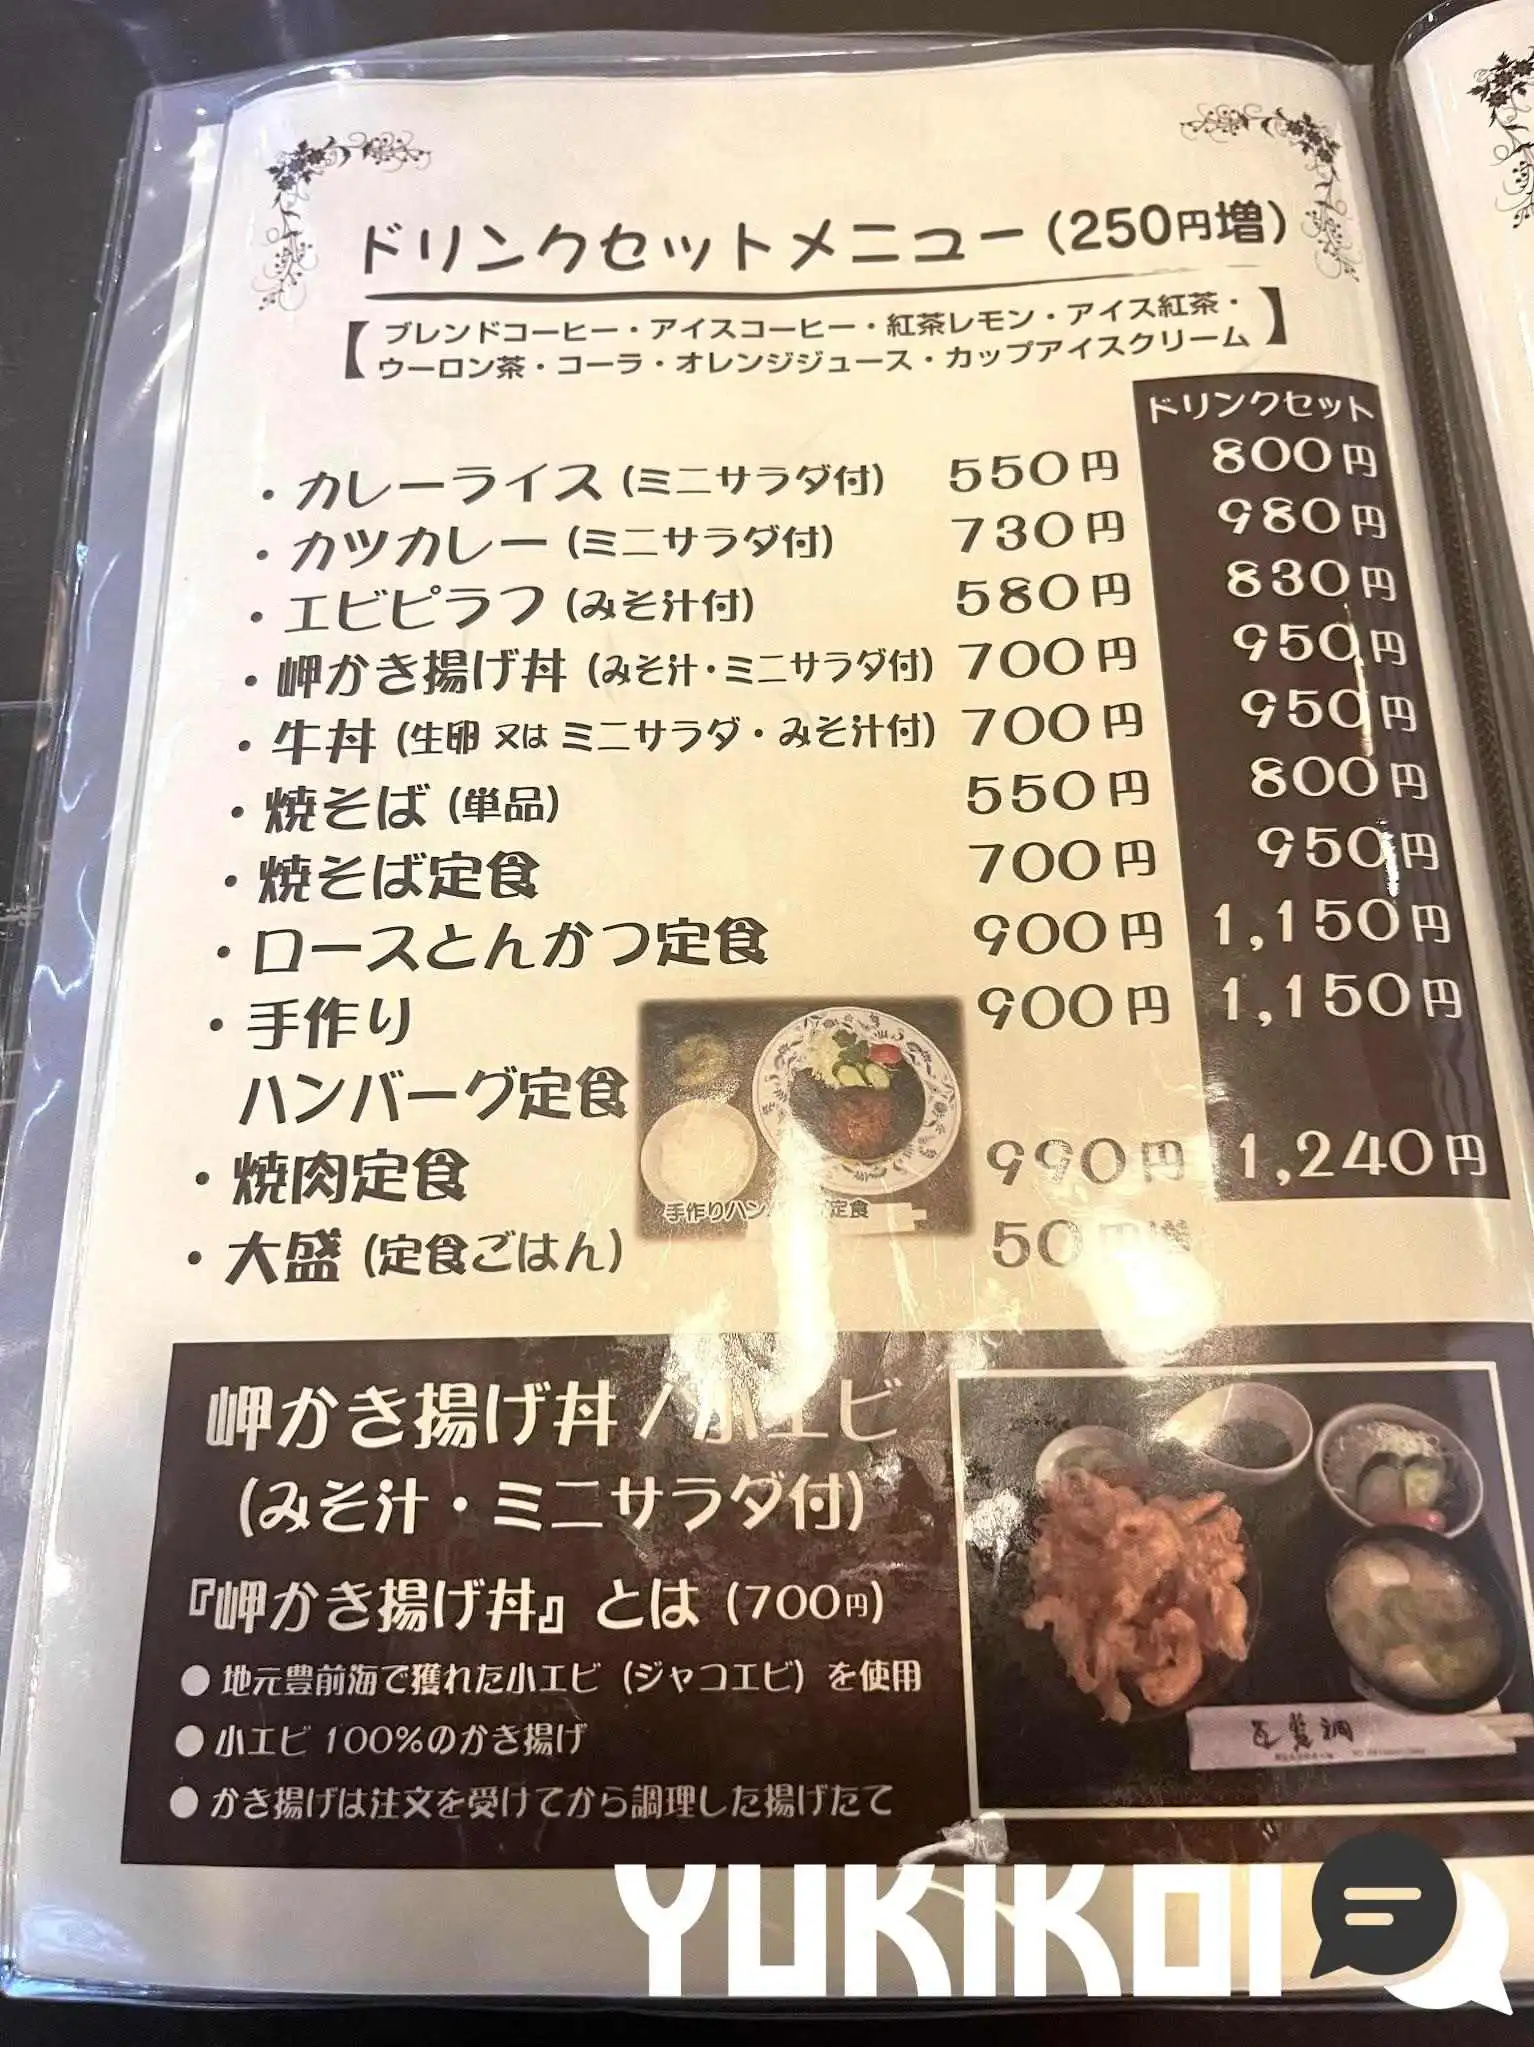 ドリンクセットメニュー(250円増)
【ブレンドコーヒー・アイスコーヒー・紅茶レモン・アイス紅茶・
ウーロン茶・コーラ・オレンジジュース・カップアイスクリーム】
ドリンクセット
・カレーライス(ミニサラダ付) 550円 800円
・カツカレー(ミニサラダ付) 730円 980円
・エビピラフ(みそ汁付) 580円 830円
・岬かき揚げ丼(みそ汁・ミニサラダ付) 700円 950円
・牛丼(生卵又はミニサラダ・みそ汁付) 700円 950円
・焼そば(単品) 550円 800円
・焼そば定食 700円 950円
・ロースとんかつ定食 900円 1,150円
・手作り 900円 1,150円
ハンバーグ定食
・焼肉定食 990円 1,240円
手作りハン 定食
・大盛(定食ごはん) 50円増
岬かき揚げ丼/小エビ
(みそ汁・ミニサラダ付)
『岬かき揚げ丼』とは(700円)
●地元豊前海で獲れた小エビ(ジャコエビ)を使用
●小エビ100%のかき揚げ
●かき揚げは注文を受けてから調理した揚げたて
YUKIKOI